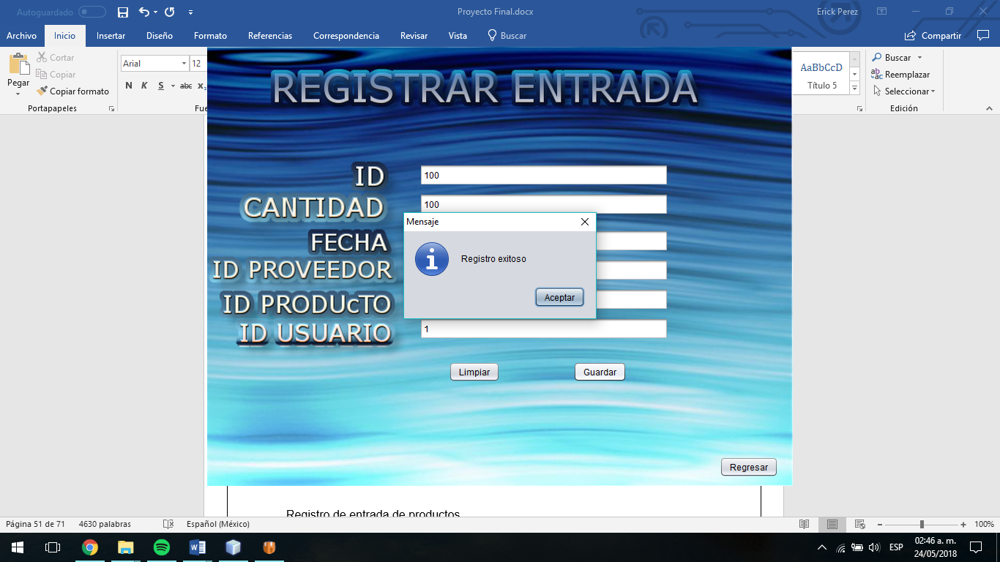 Autoguardado
Proyecto Final.docx
Erick Perez
Archivo Inicio Insertar Diseño Formato Referencias Correspondencia Revisar Vista Buscar Compartir
Pegar
Cortar
Copiar
Copiar formato
Portapapeles
Arial 12
N K S abc x₂
Fue
AaBbCcD
Título 5
Buscar
Reemplazar
Seleccionar
Edición
REGISTRAR ENTRADA
ID 100
CANTIDAD 100
FECHA
ID PROVEEDOR
ID PRODUcTO
ID USUARIO 1
Mensaje
Registro exitoso
Aceptar
Limpiar Guardar
Regresar
Registro de entrada de productos
Página 51 de 71 4630 palabras Español (México) 100%
ESP
02:46 a. m.
24/05/2018